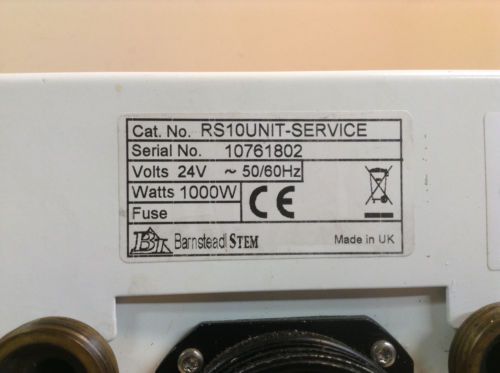 Cat. No. RS10UNIT-SERVICE
Serial No. 10761802
Volts 24V ~ 50/60Hz
Watts 1000W
Fuse
CE
Barnstead STEM
Made in UK